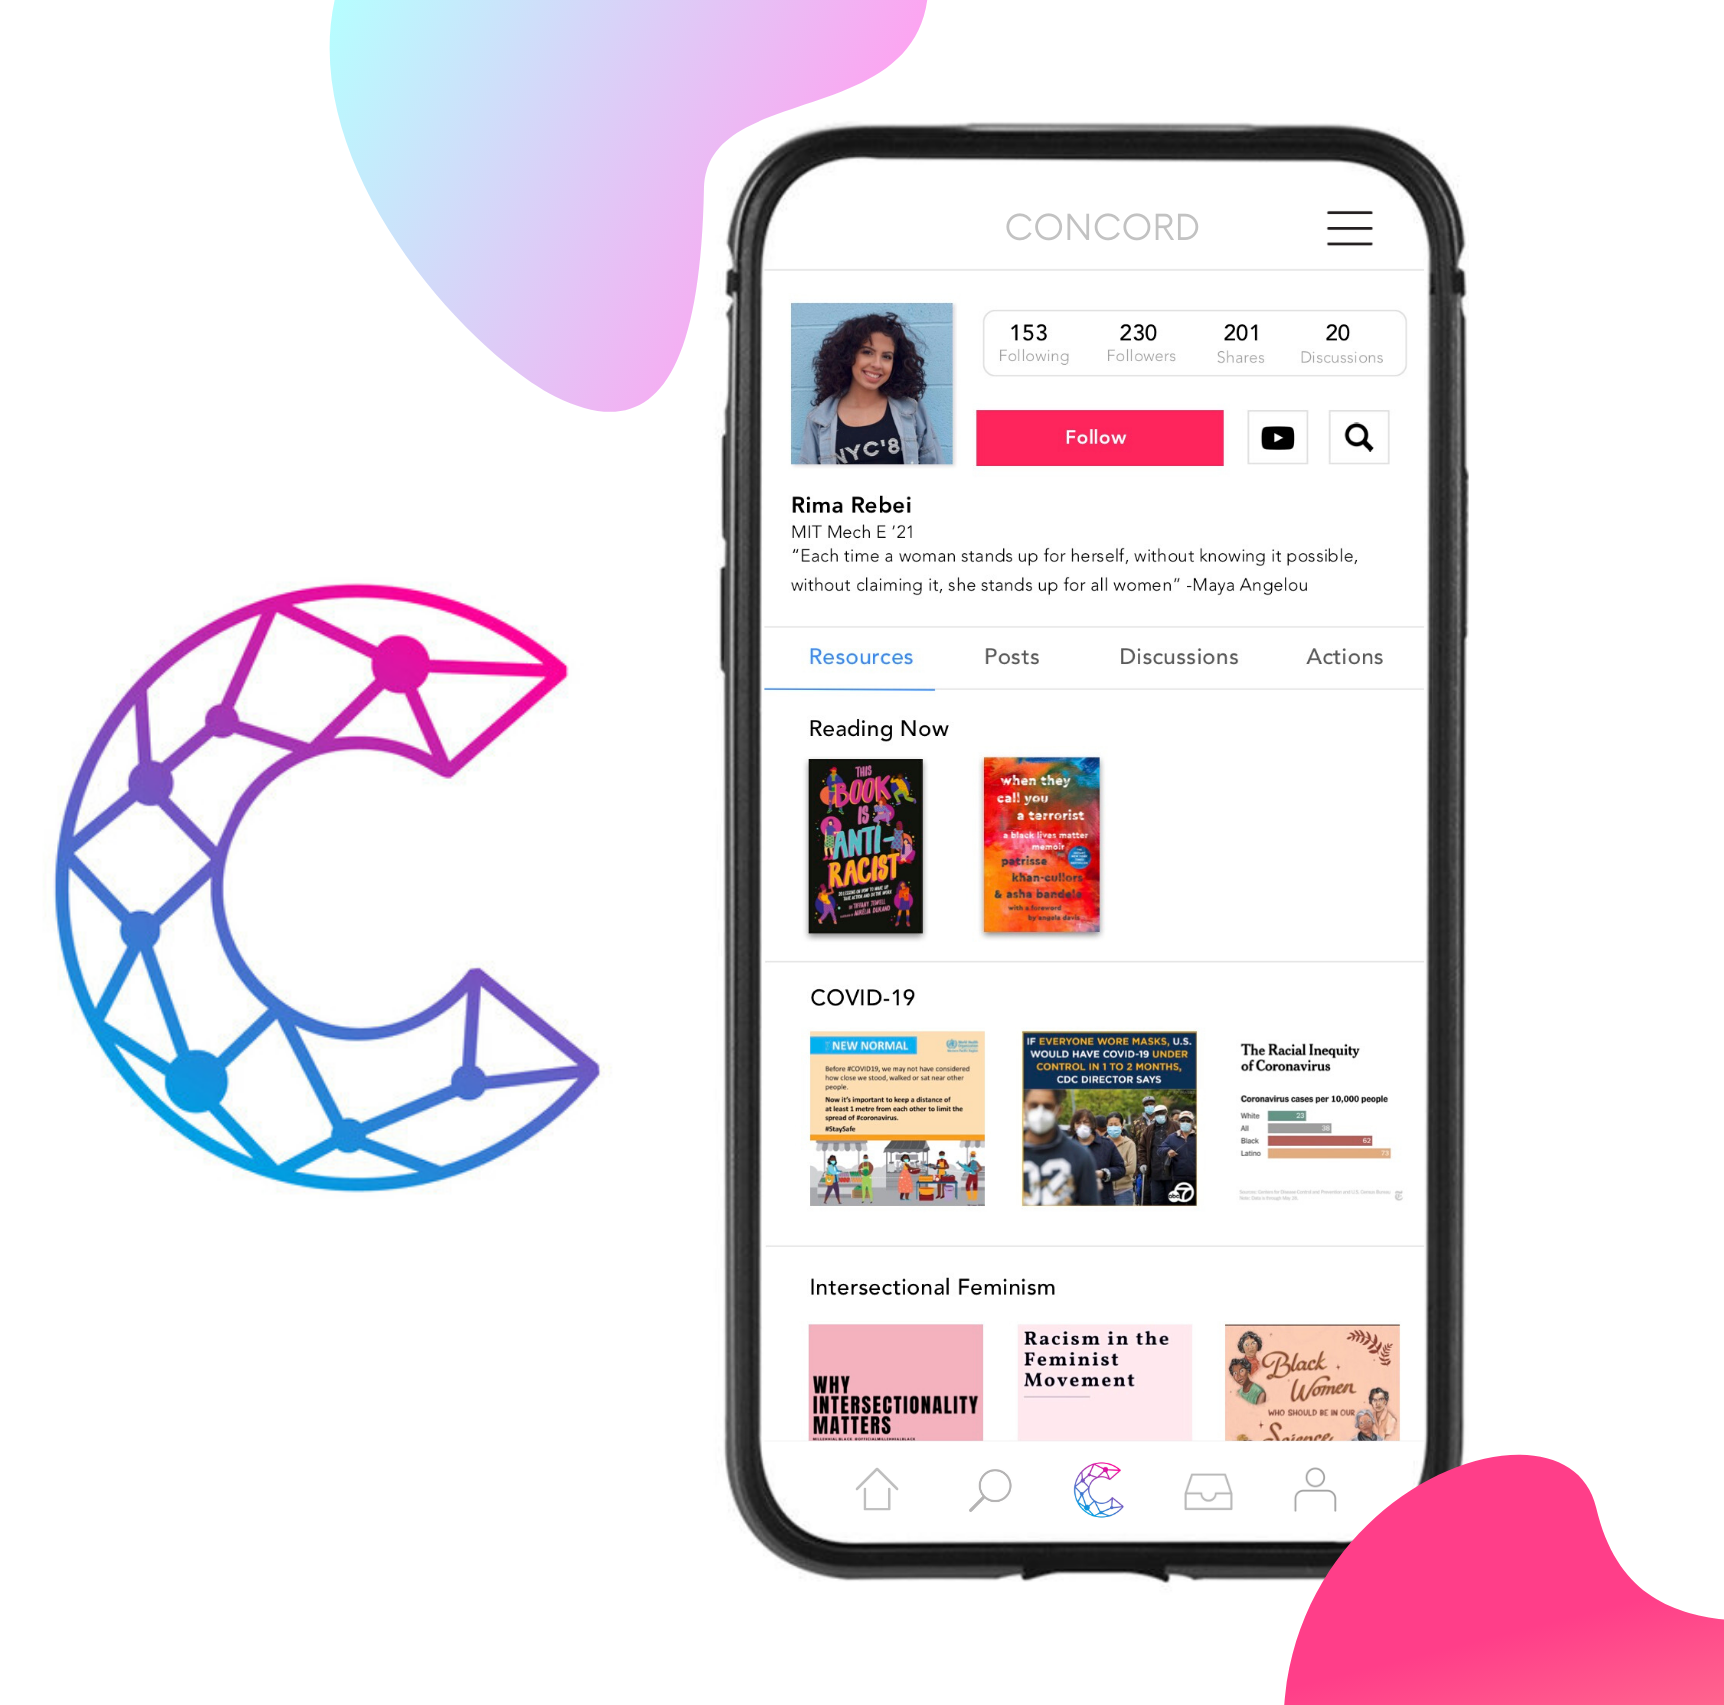 CONCORD
153 230 201 20
Following Followers Shares Discussions
NYC'8
Follow
Rima Rebei
MIT Mech E ‘21
“Each time a woman stands up for herself, without knowing it possible,
without claiming it, she stands up for all women” -Maya Angelou
Resources Posts Discussions Actions
Reading Now
THIS
BOOK
IS
ANTI-
RACIST
when they
call you
a terrorist
a black lives matter
memoir
patrisse
khan-cullors
& asha bandele
with a foreword
by angela davis
COVID-19
NEW NORMAL
World Health
Organization
Before #COVID19, we may not have considered
how close we stood, walked or sat near other
people.
Now it's important to keep a distance of
at least 1 metre from each other to limit the
spread of #coronavirus.
#StaySafe
IF EVERYONE WORE MASKS, U.S.
WOULD HAVE COVID-19 UNDER
CONTROL IN 1 TO 2 MONTHS,
CDC DIRECTOR SAYS
abc 7
The Racial Inequity
of Coronavirus
Coronavirus cases per 10,000 people
White 23
All 38
Black 62
Latino 73
Intersectional Feminism
WHY
INTERSECTIONALITY
MATTERS
Racism in the
Feminist
Movement
Black
Women
WHO SHOULD BE IN OUR
Science